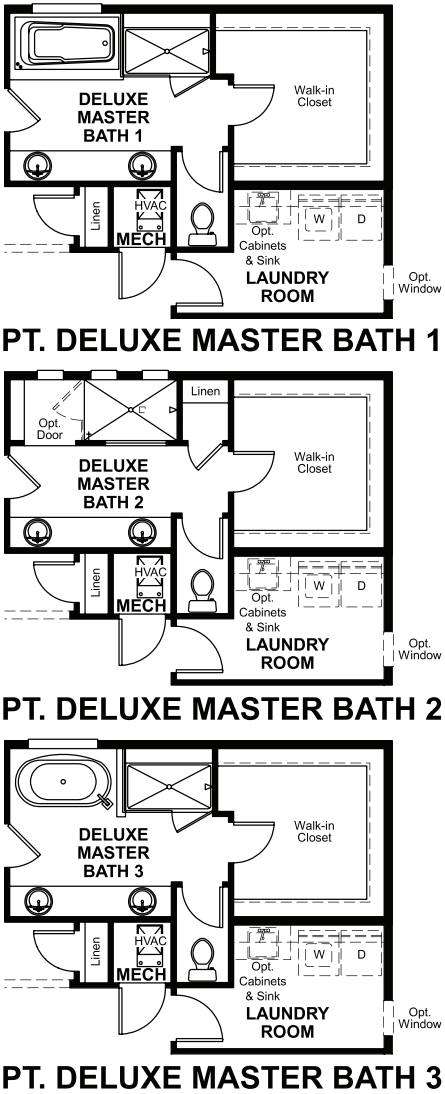 DELUXE
MASTER
BATH 1
Walk-in
Closet
Linen
HVAC
MECH
Opt.
Cabinets
& Sink
W
D
LAUNDRY
ROOM
Opt.
Window
PT. DELUXE MASTER BATH 1
Linen
Opt.
Door
DELUXE
MASTER
BATH 2
Walk-in
Closet
Linen
HVAC
MECH
Opt.
Cabinets
& Sink
W
D
LAUNDRY
ROOM
Opt.
Window
PT. DELUXE MASTER BATH 2
DELUXE
MASTER
BATH 3
Walk-in
Closet
Linen
HVAC
MECH
Opt.
Cabinets
& Sink
W
D
LAUNDRY
ROOM
Opt.
Window
PT. DELUXE MASTER BATH 3